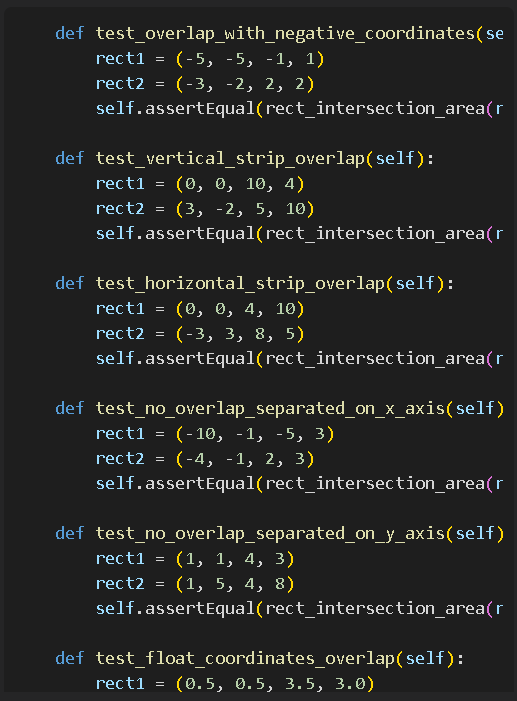 def test_overlap_with_negative_coordinates(se
rect1 = (-5, -5, -1, 1)
rect2 = (-3, -2, 2, 2)
self.assertEqual(rect_intersection_area(r
def test_vertical_strip_overlap(self):
rect1 = (0, 0, 10, 4)
rect2 = (3, -2, 5, 10)
self.assertEqual(rect_intersection_area(r
def test_horizontal_strip_overlap(self):
rect1 = (0, 0, 4, 10)
rect2 = (-3, 3, 8, 5)
self.assertEqual(rect_intersection_area(r
def test_no_overlap_separated_on_x_axis(self)
rect1 = (-10, -1, -5, 3)
rect2 = (-4, -1, 2, 3)
self.assertEqual(rect_intersection_area(r
def test_no_overlap_separated_on_y_axis(self)
rect1 = (1, 1, 4, 3)
rect2 = (1, 5, 4, 8)
self.assertEqual(rect_intersection_area(r
def test_float_coordinates_overlap(self):
rect1 = (0.5, 0.5, 3.5, 3.0)